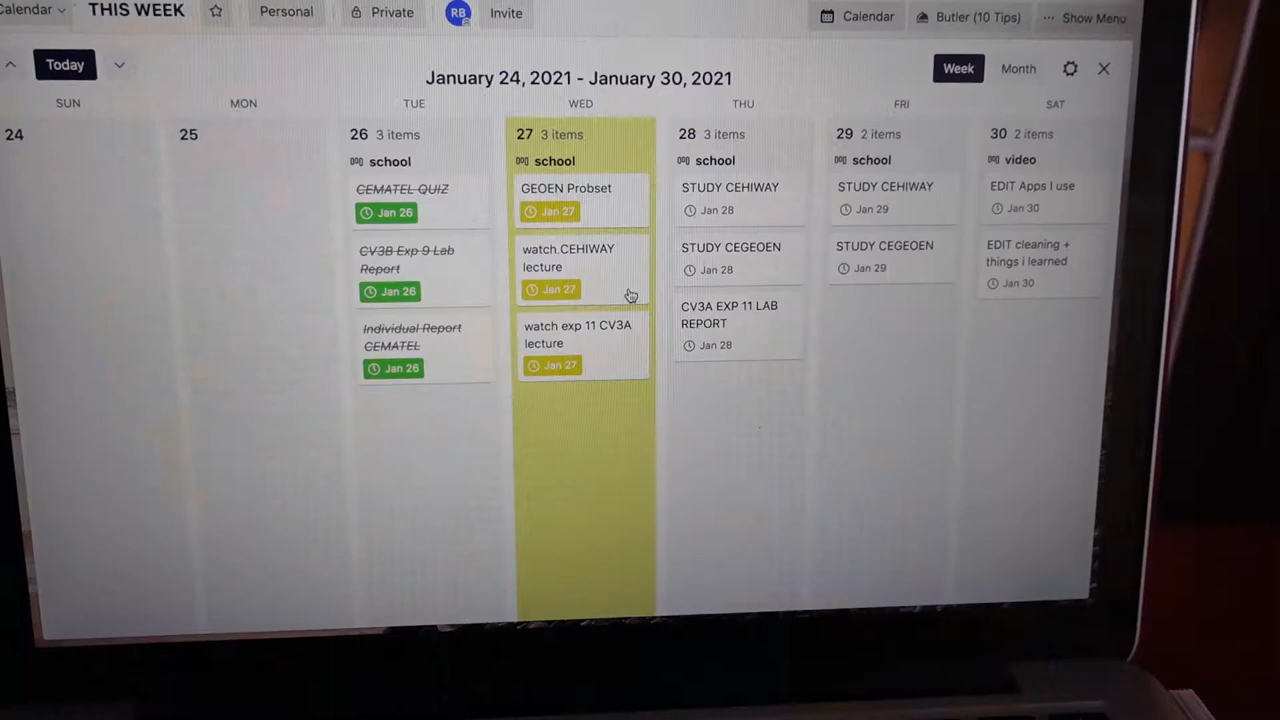 Calendar
THIS WEEK
Personal
Private
RB
Invite
Calendar
Butler (10 Tips)
Show Menu
Today
January 24, 2021 - January 30, 2021
Week
Month
SUN
MON
TUE
WED
THU
FRI
SAT
24
25
26 3 items
school
CEMATEL QUIZ
Jan 26
CV3B Exp 9 Lab
Report
Jan 26
Individual Report
CEMATEL
Jan 26
27 3 items
school
GEOEN Probset
Jan 27
watch CEHIWAY
lecture
Jan 27
watch exp 11 CV3A
lecture
Jan 27
28 3 items
school
STUDY CEHIWAY
Jan 28
STUDY CEGEOEN
Jan 28
CV3A EXP 11 LAB
REPORT
Jan 28
29 2 items
school
STUDY CEHIWAY
Jan 29
STUDY CEGEOEN
Jan 29
30 2 items
video
EDIT Apps I use
Jan 30
EDIT cleaning +
things i learned
Jan 30